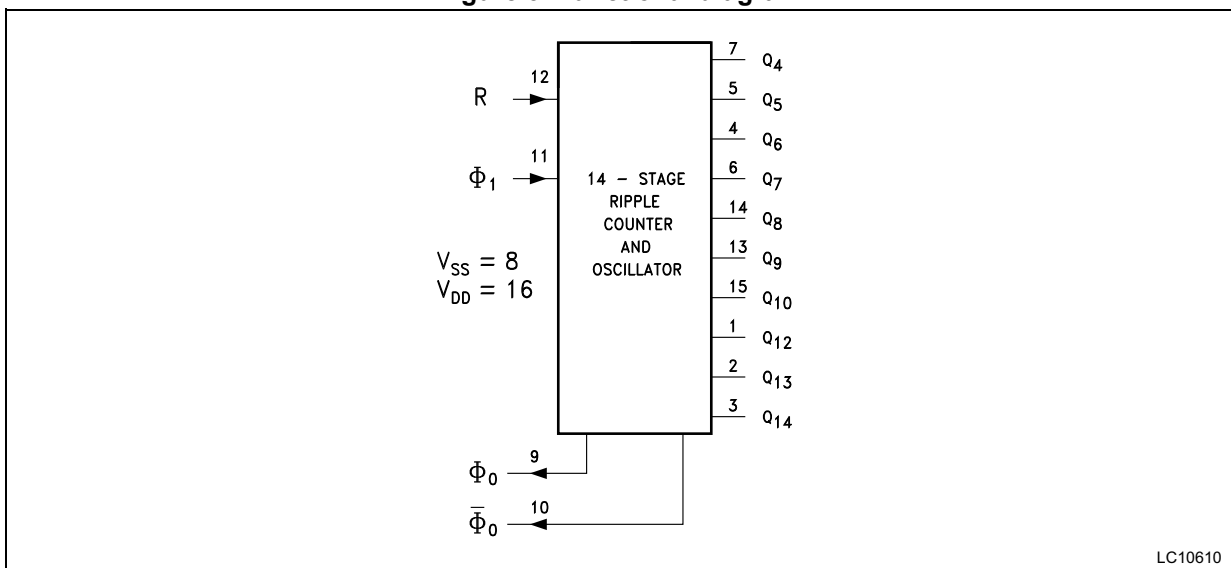 12
R
11
Φ1
VSS = 8
VDD = 16
14 – STAGE
RIPPLE
COUNTER
AND
OSCILLATOR
7 Q4
5 Q5
4 Q6
6 Q7
14 Q8
13 Q9
15 Q10
1 Q12
2 Q13
3 Q14
9
Φ0
10
Φ̄0
LC10610